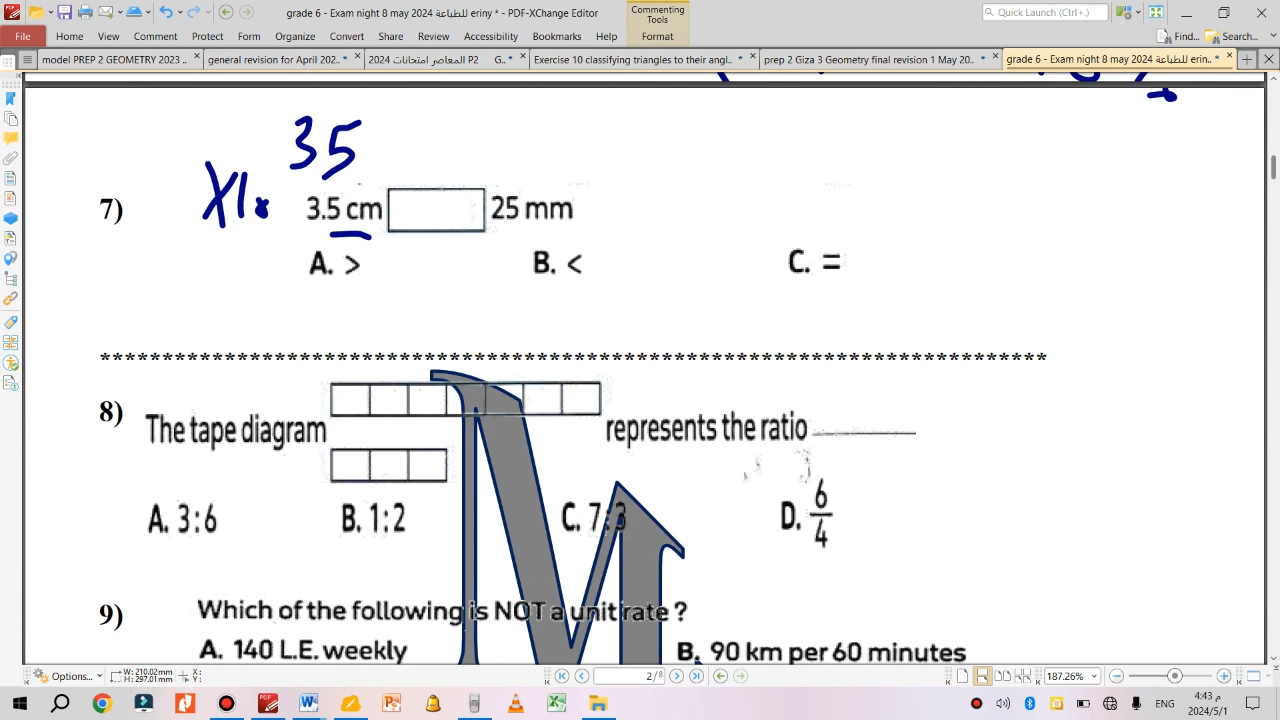 grade 6 - Exam night 8 may 2024 للطباعة eriny * - PDF-XChange Editor
Commenting Tools
Quick Launch (Ctrl+.)
File Home View Comment Protect Form Organize Convert Share Review Accessibility Bookmarks Help Format Find... Search...
model PREP 2 GEOMETRY 2023 .. * general revision for April 202.. * المعاصر امتحانات 2024 P2 G.. * Exercise 10 classifying triangles to their angl.. * prep 2 Giza 3 Geometry final revision 1 May 20.. * grade 6 - Exam night 8 may 2024 للطباعة erin.. *
35
X10
7) 3.5 cm 25 mm
A. > B. < C. =
****************************************************************************
8) The tape diagram represents the ratio
A. 3:6 B. 1:2 C. 7:3 D. 6/4
M
9) Which of the following is NOT a unit rate ?
A. 140 L.E. weekly B. 90 km per 60 minutes
Options... W: 210.02mm H: 297.01mm X: Y: 2/8 187.26%
ENG 4:43 م 2024/5/1